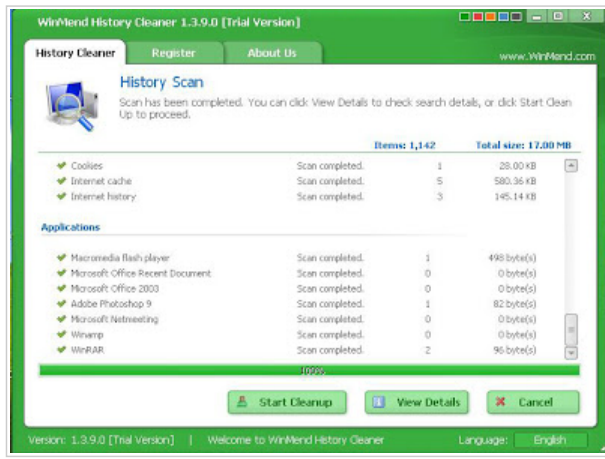 WinMend History Cleaner 1.3.9.0 [Trial Version]
History Cleaner Register About Us
www.WinMend.com
History Scan
Scan has been completed. You can click View Details to check search details, or click Start Clean
Up to proceed.
Items: 1,142 Total size: 17.00 MB
Cookies Scan completed. 1 28.00 KB
Internet cache Scan completed. 5 580.36 KB
Internet history Scan completed. 3 145.14 KB
Applications
Macromedia flash player Scan completed. 1 498 byte(s)
Microsoft Office Recent Document Scan completed. 0 0 byte(s)
Microsoft Office 2003 Scan completed. 0 0 byte(s)
Adobe Photoshop 9 Scan completed. 1 82 byte(s)
Microsoft Netmeeting Scan completed. 0 0 byte(s)
Winamp Scan completed. 0 0 byte(s)
WinRAR Scan completed. 2 96 byte(s)
100%
Start Cleanup View Details Cancel
Version: 1.3.9.0 [Trial Version] | Welcome to WinMend History Cleaner Language: English